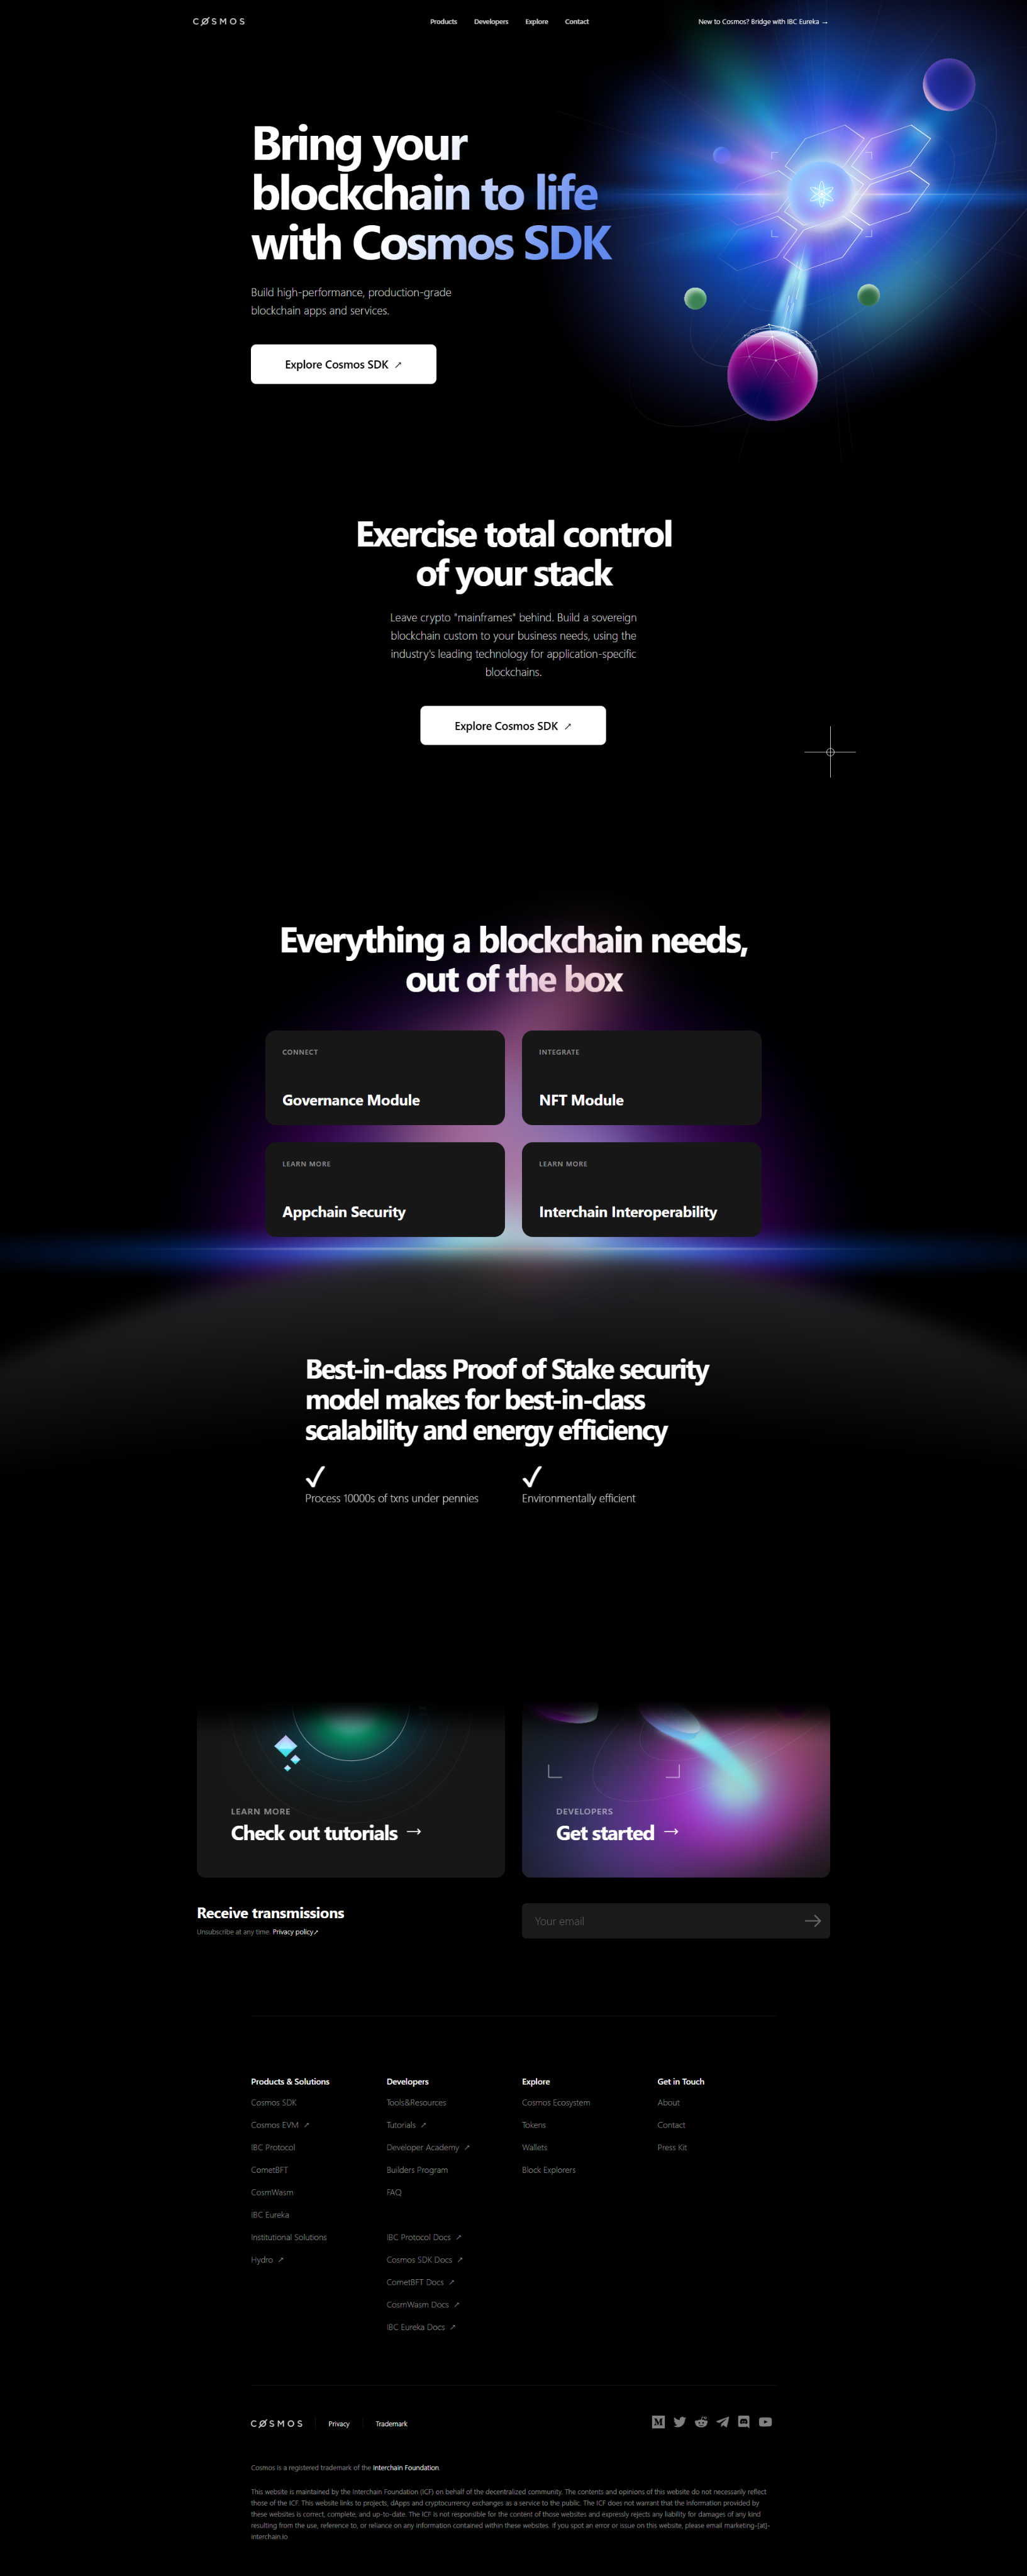 CØSMOS
Products
Developers
Explore
Contact
New to Cosmos? Bridge with IBC Eureka →
Bring your
blockchain to life
with Cosmos SDK
Build high-performance, production-grade
blockchain apps and services.
Explore Cosmos SDK ↗
Exercise total control
of your stack
Leave crypto "mainframes" behind. Build a sovereign
blockchain custom to your business needs, using the
industry's leading technology for application-specific
blockchains.
Explore Cosmos SDK ↗
Everything a blockchain needs,
out of the box
CONNECT
Governance Module
INTEGRATE
NFT Module
LEARN MORE
Appchain Security
LEARN MORE
Interchain Interoperability
Best-in-class Proof of Stake security
model makes for best-in-class
scalability and energy efficiency
✓
Process 10000s of txns under pennies
✓
Environmentally efficient
LEARN MORE
Check out tutorials →
DEVELOPERS
Get started →
Receive transmissions
Unsubscribe at any time. Privacy policy↗
Your email
Products & Solutions
Cosmos SDK
Cosmos EVM ↗
IBC Protocol
CometBFT
CosmWasm
IBC Eureka
Institutional Solutions
Hydro ↗
Developers
Tools&Resources
Tutorials ↗
Developer Academy ↗
Builders Program
FAQ
IBC Protocol Docs ↗
Cosmos SDK Docs ↗
CometBFT Docs ↗
CosmWasm Docs ↗
IBC Eureka Docs ↗
Explore
Cosmos Ecosystem
Tokens
Wallets
Block Explorers
Get in Touch
About
Contact
Press Kit
CØSMOS
Privacy
Trademark
Cosmos is a registered trademark of the Interchain Foundation.
This website is maintained by the Interchain Foundation (ICF) on behalf of the decentralized community. The contents and opinions of this website do not necessarily reflect
those of the ICF. This website links to projects, dApps and cryptocurrency exchanges as a service to the public. The ICF does not warrant that the information provided by
these websites is correct, complete, and up-to-date. The ICF is not responsible for the content of those websites and expressly rejects any liability for damages of any kind
resulting from the use, reference to, or reliance on any information contained within these websites. If you spot an error or issue on this website, please email marketing-[at]-
interchain.io